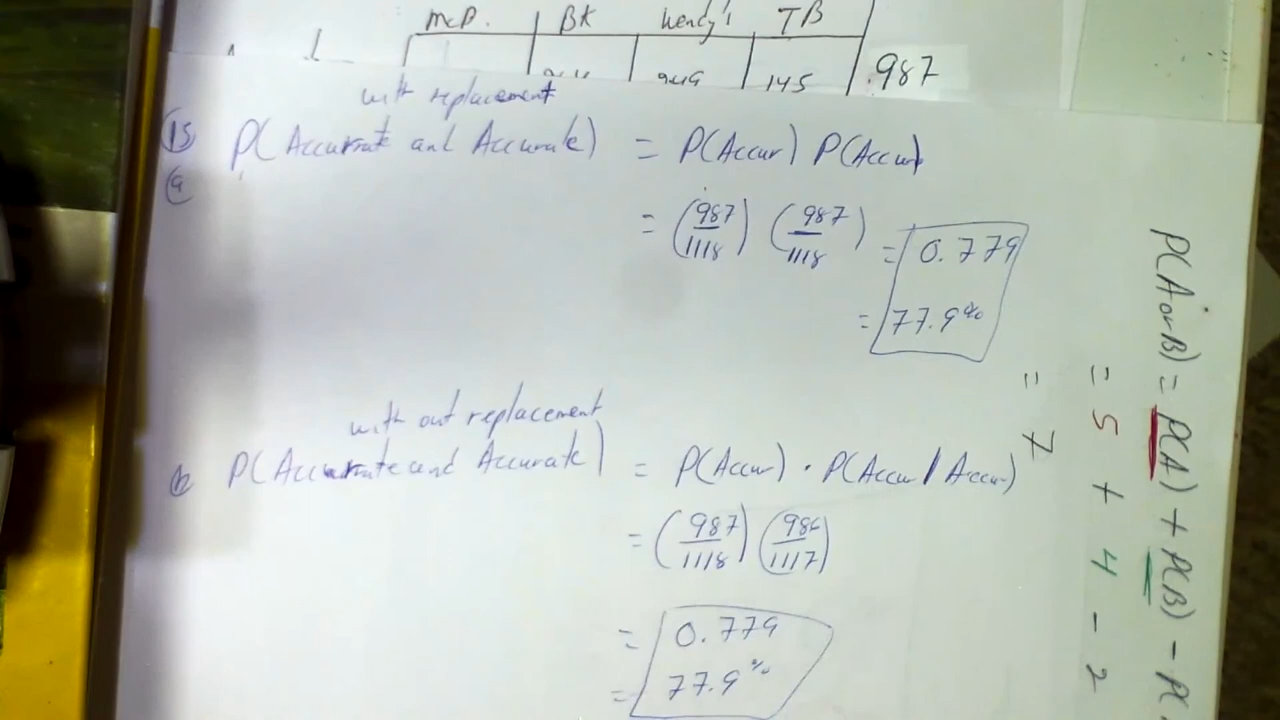 McD. BK Wendy's TB
249 145 987
with replacement
15 P(Accurate and Accurate) = P(Accur) P(Accur)
a
= (987/1118) (987/1118) = 0.779
= 77.9%
with out replacement
b P(Accurate and Accurate) = P(Accur) · P(Accur/Accur)
= (987/1118) (986/1117)
= 0.779
= 77.9%
P(A or B) = P(A) + P(B) - P(
= 5 + 4 - 2
= 7